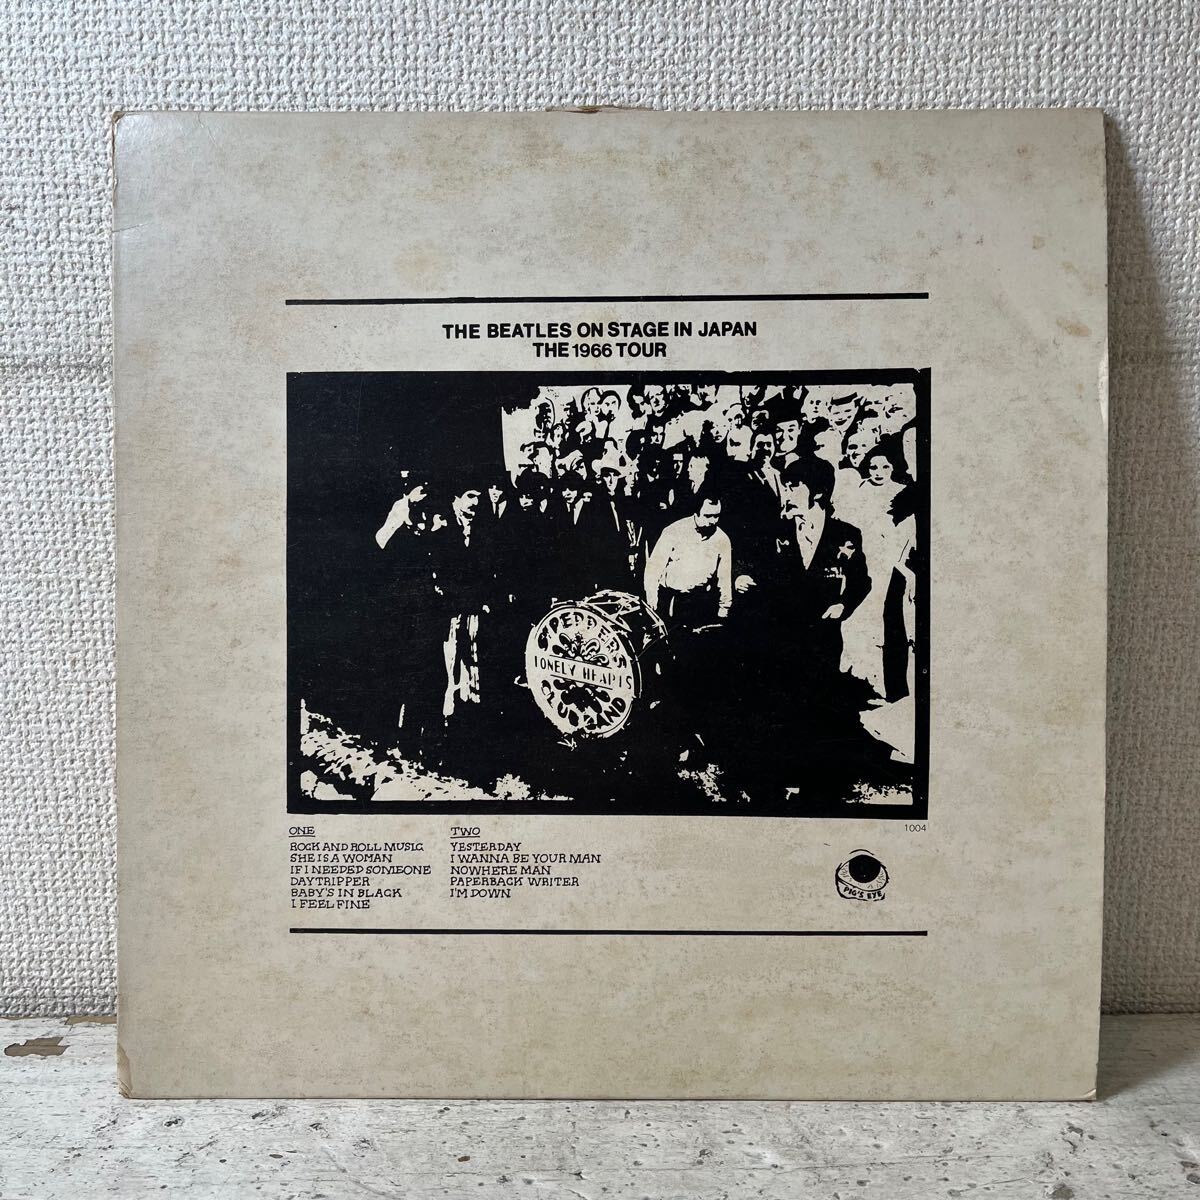 THE BEATLES ON STAGE IN JAPAN
THE 1966 TOUR
S. PEPPER'S
LONELY HEARTS
CLUB BAND
1004
ONE
ROCK AND ROLL MUSIC
SHE IS A WOMAN
IF I NEEDED SOMEONE
DAYTRIPPER
BABY'S IN BLACK
I FEEL FINE
TWO
YESTERDAY
I WANNA BE YOUR MAN
NOWHERE MAN
PAPERBACK WRITER
I'M DOWN
PIG'S EYE